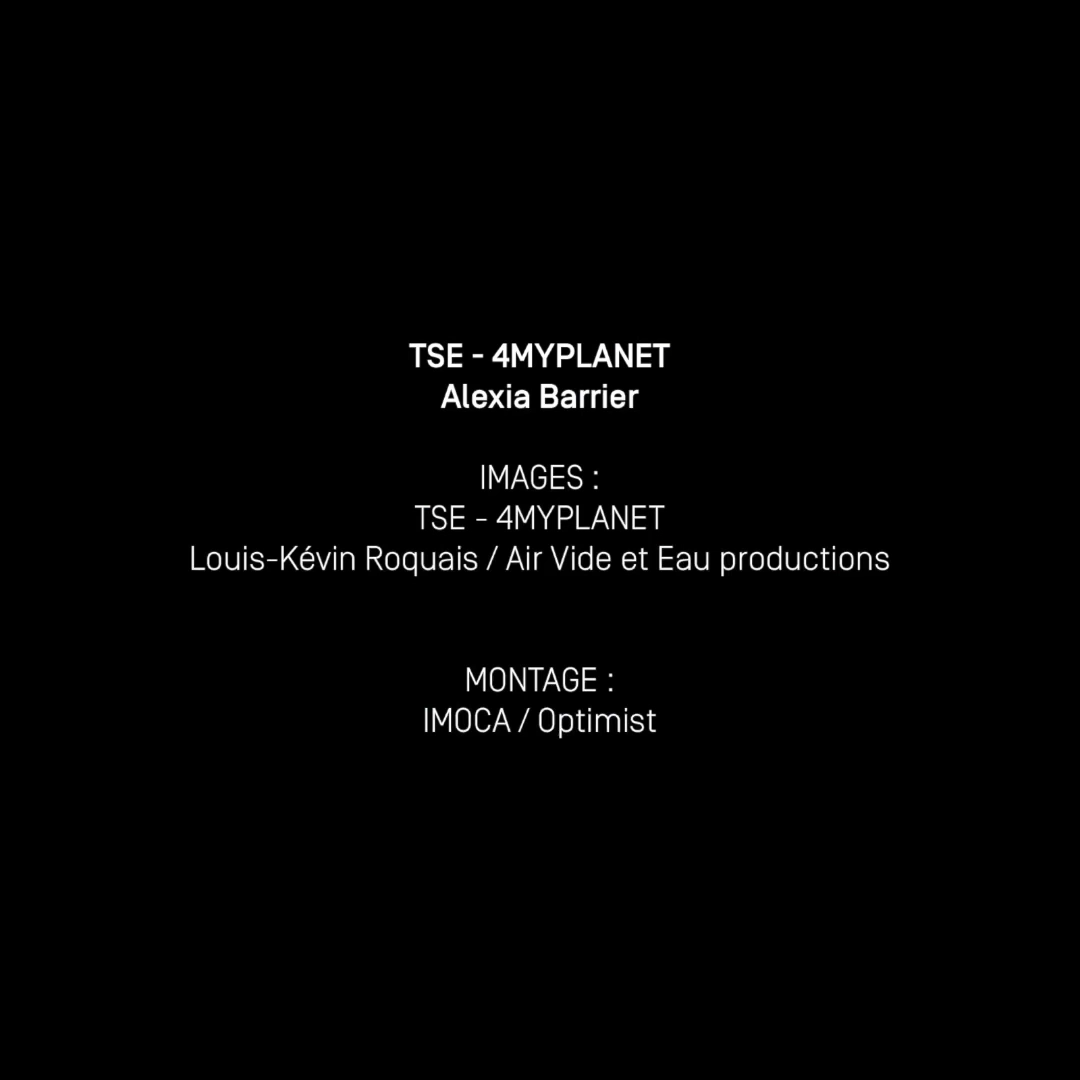 TSE - 4MYPLANET
Alexia Barrier
IMAGES :
TSE - 4MYPLANET
Louis-Kévin Roquais / Air Vide et Eau productions
MONTAGE :
IMOCA / Optimist